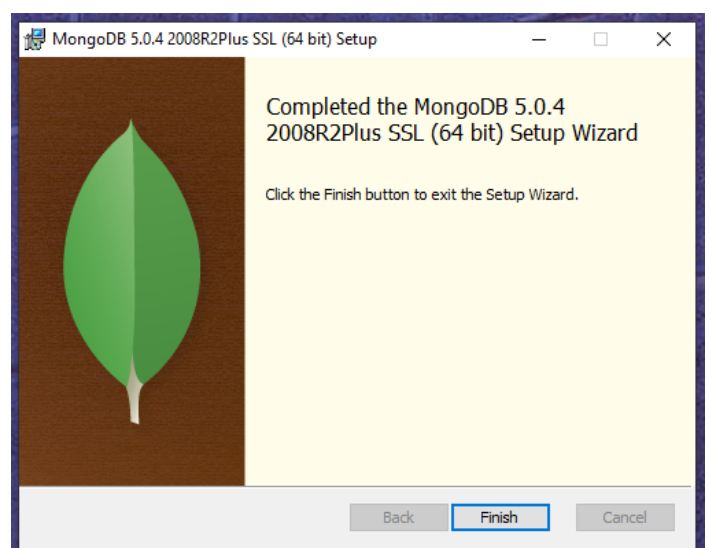 MongoDB 5.0.4 2008R2Plus SSL (64 bit) Setup
Completed the MongoDB 5.0.4
2008R2Plus SSL (64 bit) Setup Wizard
Click the Finish button to exit the Setup Wizard.
Back Finish Cancel